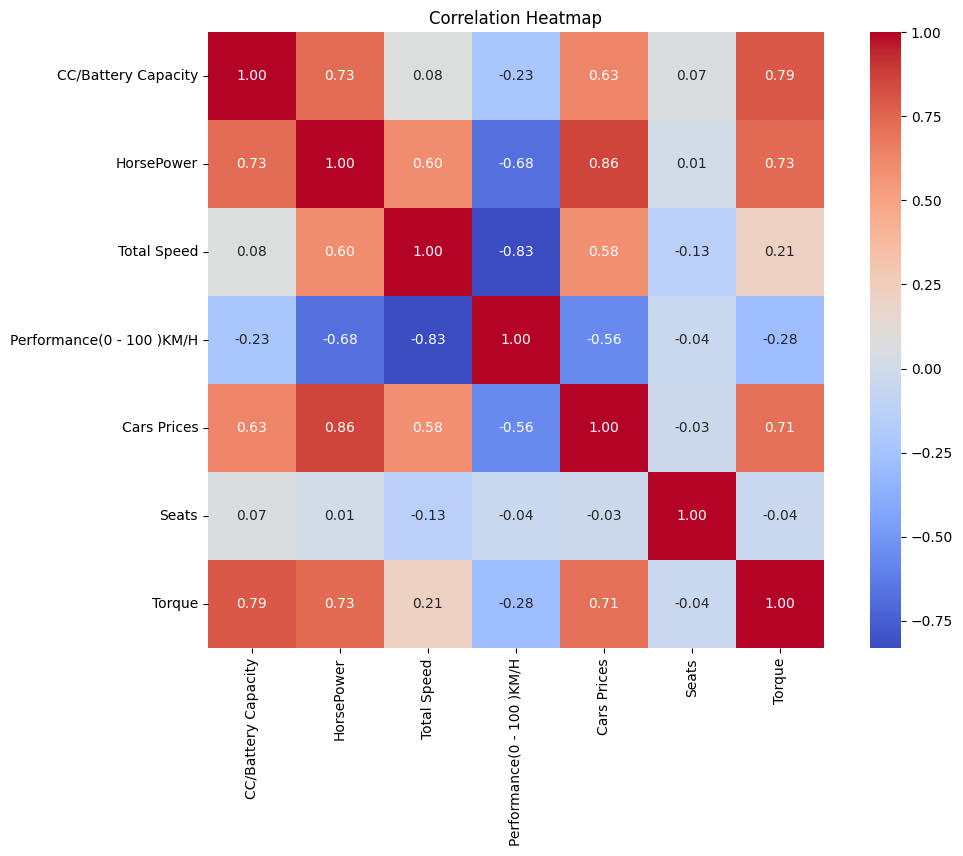 Correlation Heatmap
CC/Battery Capacity 1.00 0.73 0.08 -0.23 0.63 0.07 0.79
HorsePower 0.73 1.00 0.60 -0.68 0.86 0.01 0.73
Total Speed 0.08 0.60 1.00 -0.83 0.58 -0.13 0.21
Performance(0 - 100 )KM/H -0.23 -0.68 -0.83 1.00 -0.56 -0.04 -0.28
Cars Prices 0.63 0.86 0.58 -0.56 1.00 -0.03 0.71
Seats 0.07 0.01 -0.13 -0.04 -0.03 1.00 -0.04
Torque 0.79 0.73 0.21 -0.28 0.71 -0.04 1.00
CC/Battery Capacity
HorsePower
Total Speed
Performance(0 - 100 )KM/H
Cars Prices
Seats
Torque
1.00
0.75
0.50
0.25
0.00
−0.25
−0.50
−0.75